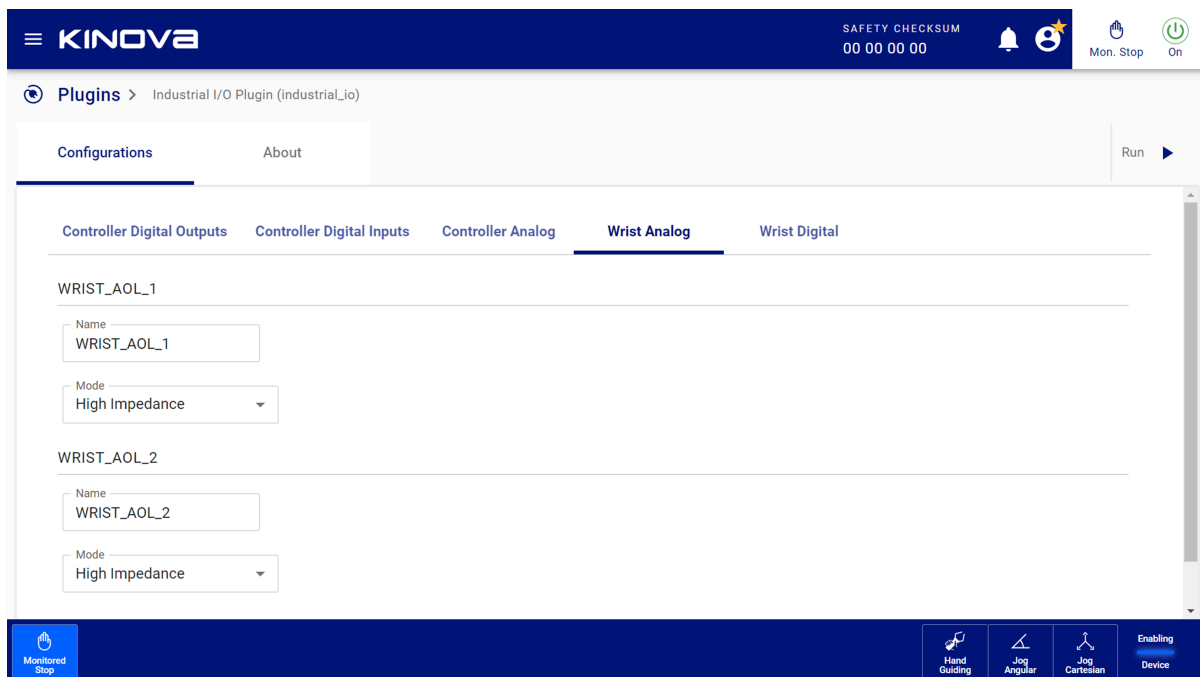 KINOVA
SAFETY CHECKSUM
00 00 00 00
Mon. Stop
On
Plugins > Industrial I/O Plugin (industrial_io)
Configurations
About
Run
Controller Digital Outputs
Controller Digital Inputs
Controller Analog
Wrist Analog
Wrist Digital
WRIST_AOL_1
Name
WRIST_AOL_1
Mode
High Impedance
WRIST_AOL_2
Name
WRIST_AOL_2
Mode
High Impedance
Monitored
Stop
Hand
Guiding
Jog
Angular
Jog
Cartesian
Enabling
Device